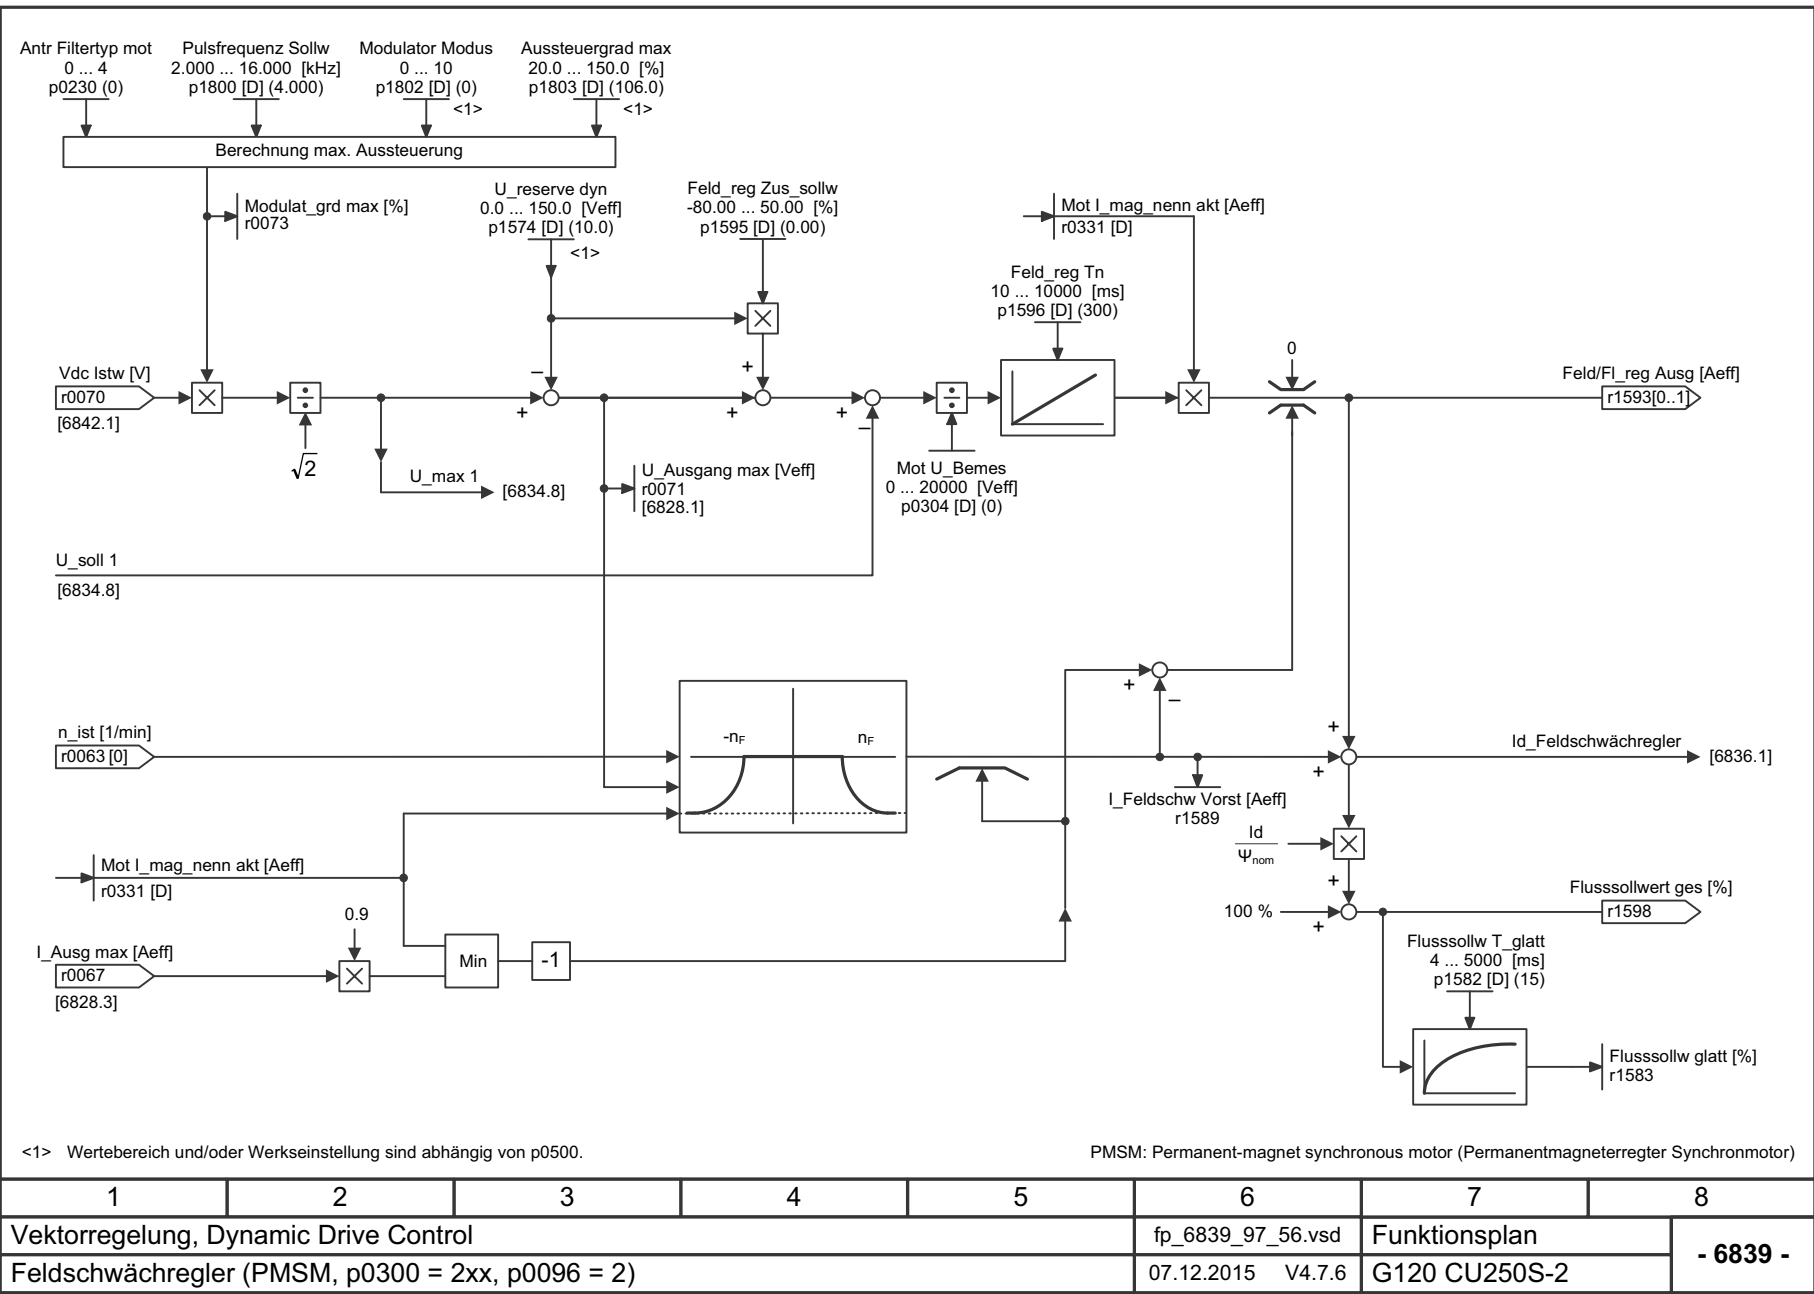 Antr Filtertyp mot
0 ... 4
p0230 (0)
Pulsfrequenz Sollw
2.000 ... 16.000 [kHz]
p1800 [D] (4.000)
Modulator Modus
0 ... 10
p1802 [D] (0)
<1>
Aussteuergrad max
20.0 ... 150.0 [%]
p1803 [D] (106.0)
<1>
Berechnung max. Aussteuerung
Modulat_grd max [%]
r0073
U_reserve dyn
0.0 ... 150.0 [Veff]
p1574 [D] (10.0)
<1>
Feld_reg Zus_sollw
-80.00 ... 50.00 [%]
p1595 [D] (0.00)
Mot I_mag_nenn akt [Aeff]
r0331 [D]
Feld_reg Tn
10 ... 10000 [ms]
p1596 [D] (300)
0
Vdc Istw [V]
r0070
[6842.1]
×
÷
√2
–
+
×
+
+
+
–
÷
×
Feld/Fl_reg Ausg [Aeff]
r1593[0..1]
U_max 1
[6834.8]
U_Ausgang max [Veff]
r0071
[6828.1]
Mot U_Bemes
0 ... 20000 [Veff]
p0304 [D] (0)
U_soll 1
[6834.8]
+
–
n_ist [1/min]
r0063 [0]
-nF
nF
+
+
Id_Feldschwächregler
[6836.1]
I_Feldschw Vorst [Aeff]
r1589
Id
Ψnom
×
Mot I_mag_nenn akt [Aeff]
r0331 [D]
+
100 %
+
Flusssollwert ges [%]
r1598
0.9
I_Ausg max [Aeff]
r0067
[6828.3]
×
Min
-1
Flusssollw T_glatt
4 ... 5000 [ms]
p1582 [D] (15)
Flusssollw glatt [%]
r1583
<1> Wertebereich und/oder Werkseinstellung sind abhängig von p0500.
PMSM: Permanent-magnet synchronous motor (Permanentmagneterregter Synchronmotor)
1 2 3 4 5 6 7 8
Vektorregelung, Dynamic Drive Control
fp_6839_97_56.vsd
Funktionsplan
- 6839 -
Feldschwächregler (PMSM, p0300 = 2xx, p0096 = 2)
07.12.2015 V4.7.6
G120 CU250S-2